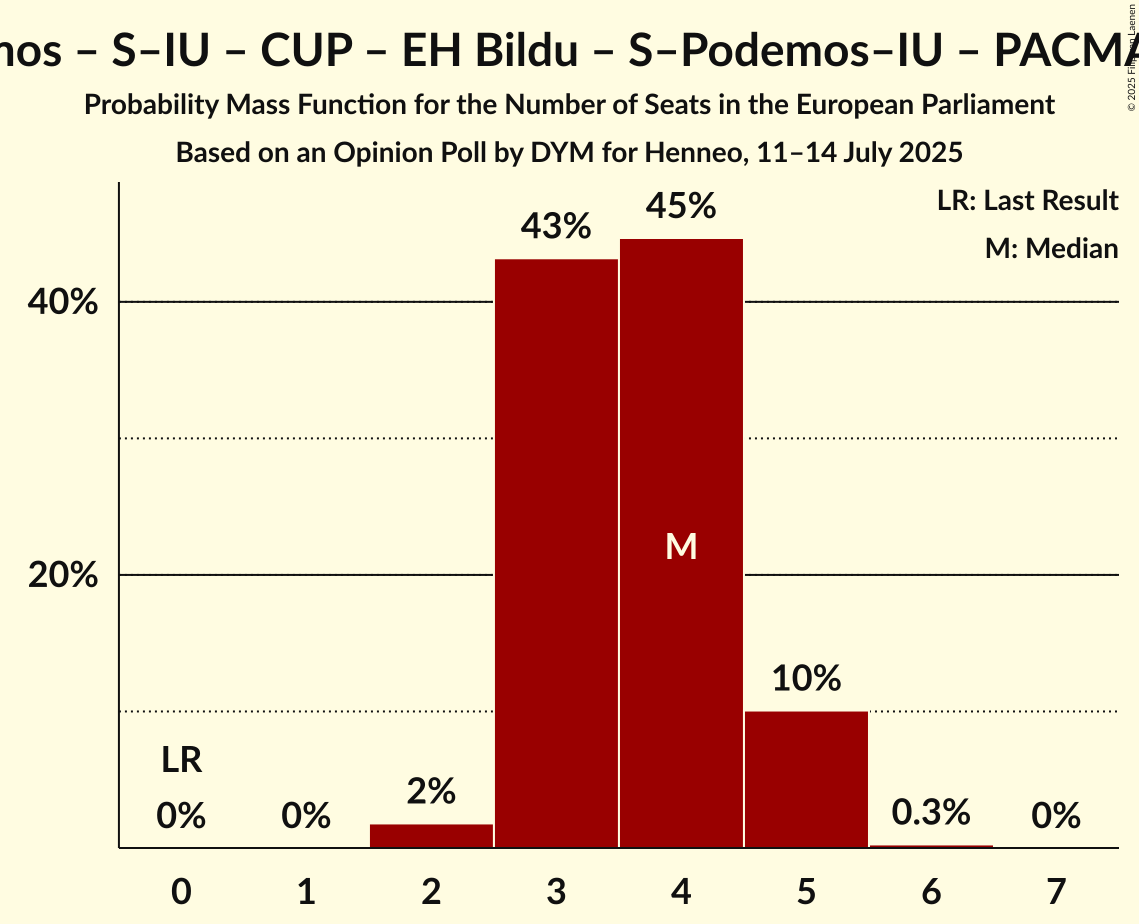 nos – S–IU – CUP – EH Bildu – S–Podemos–IU – PACMA
Probability Mass Function for the Number of Seats in the European Parliament
Based on an Opinion Poll by DYM for Henneo, 11–14 July 2025
© 2025 Filip van Laenen
LR: Last Result
M: Median
45%
43%
40%
M
20%
10%
LR
2%
0%
0%
0.3%
0%
0 1 2 3 4 5 6 7